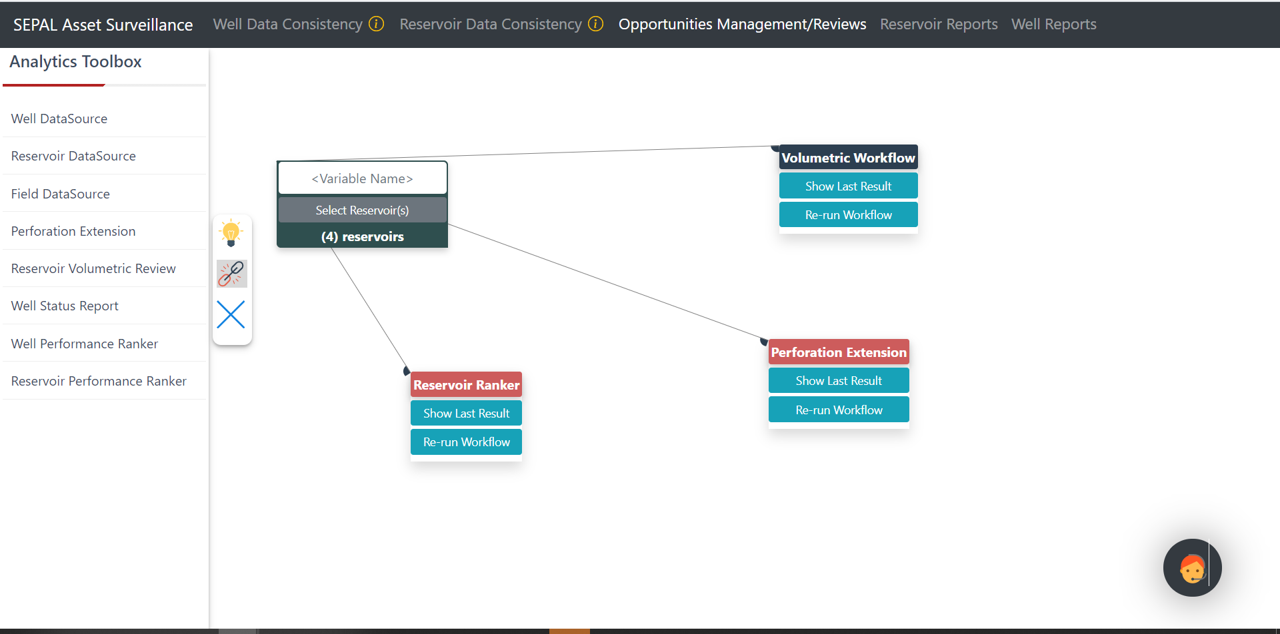 SEPAL Asset Surveillance Well Data Consistency i Reservoir Data Consistency i Opportunities Management/Reviews Reservoir Reports Well Reports
Analytics Toolbox
Well DataSource
Reservoir DataSource
Field DataSource
Perforation Extension
Reservoir Volumetric Review
Well Status Report
Well Performance Ranker
Reservoir Performance Ranker
<Variable Name>
Select Reservoir(s)
(4) reservoirs
Volumetric Workflow
Show Last Result
Re-run Workflow
Perforation Extension
Show Last Result
Re-run Workflow
Reservoir Ranker
Show Last Result
Re-run Workflow